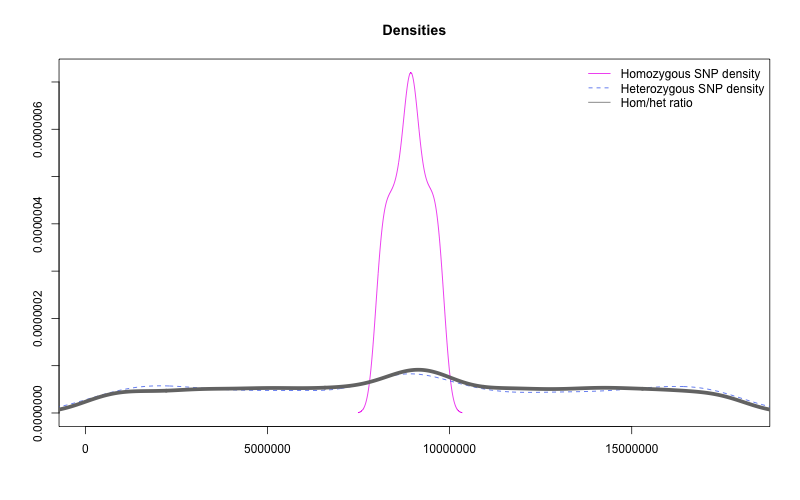 Densities
Homozygous SNP density
Heterozygous SNP density
Hom/het ratio
0.0000006
0.0000004
0.0000002
0.0000000
0 5000000 10000000 15000000